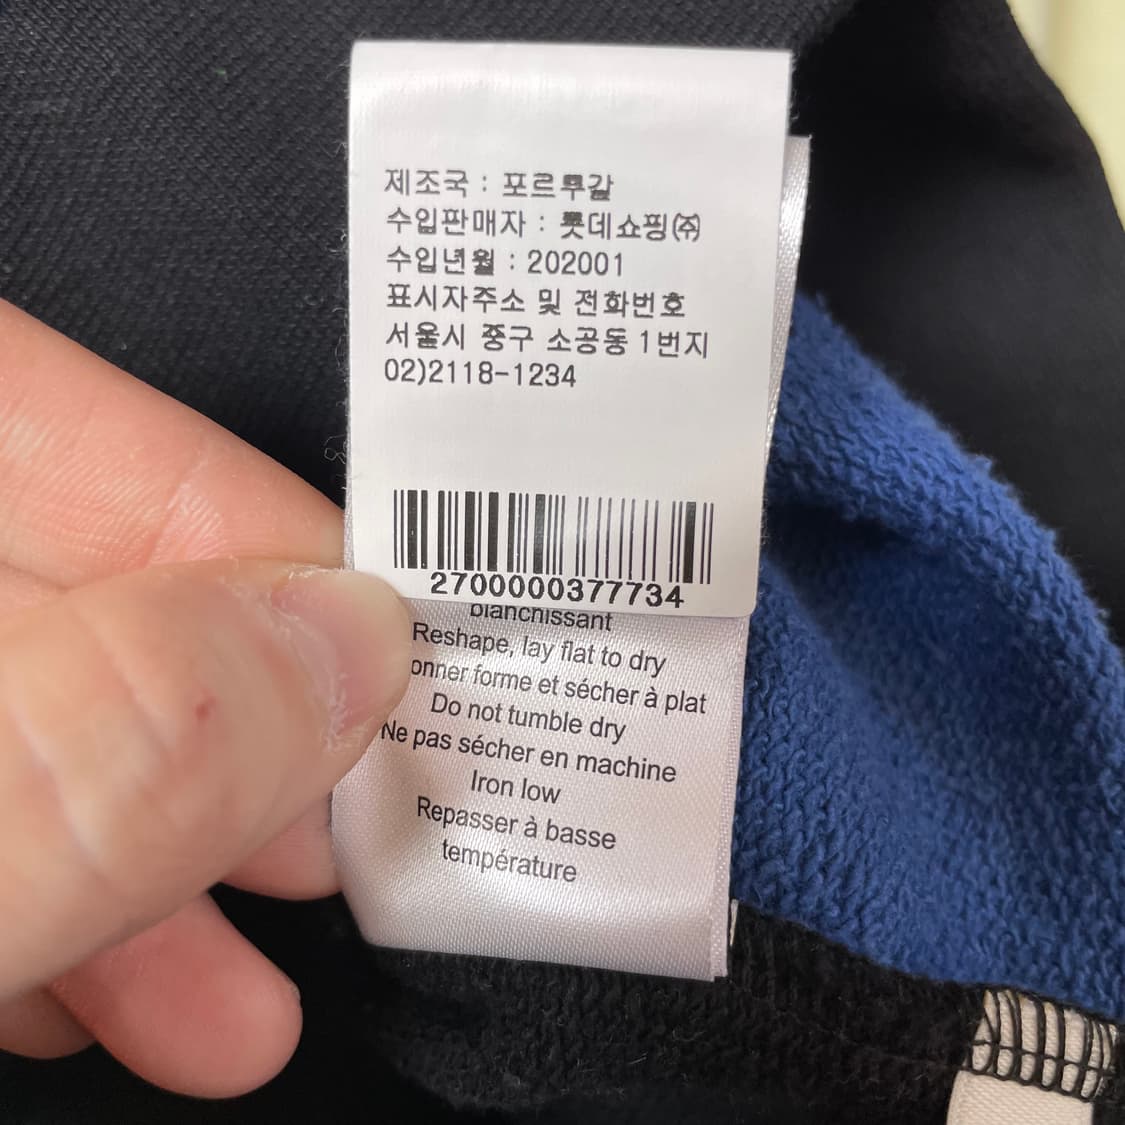 제조국 : 포르투갈
수입판매자 : 롯데쇼핑㈜
수입년월 : 202001
표시자주소 및 전화번호
서울시 중구 소공동 1번지
02)2118-1234
2700000377734
blanchissant
Reshape, lay flat to dry
onner forme et sécher à plat
Do not tumble dry
Ne pas sécher en machine
Iron low
Repasser à basse
température